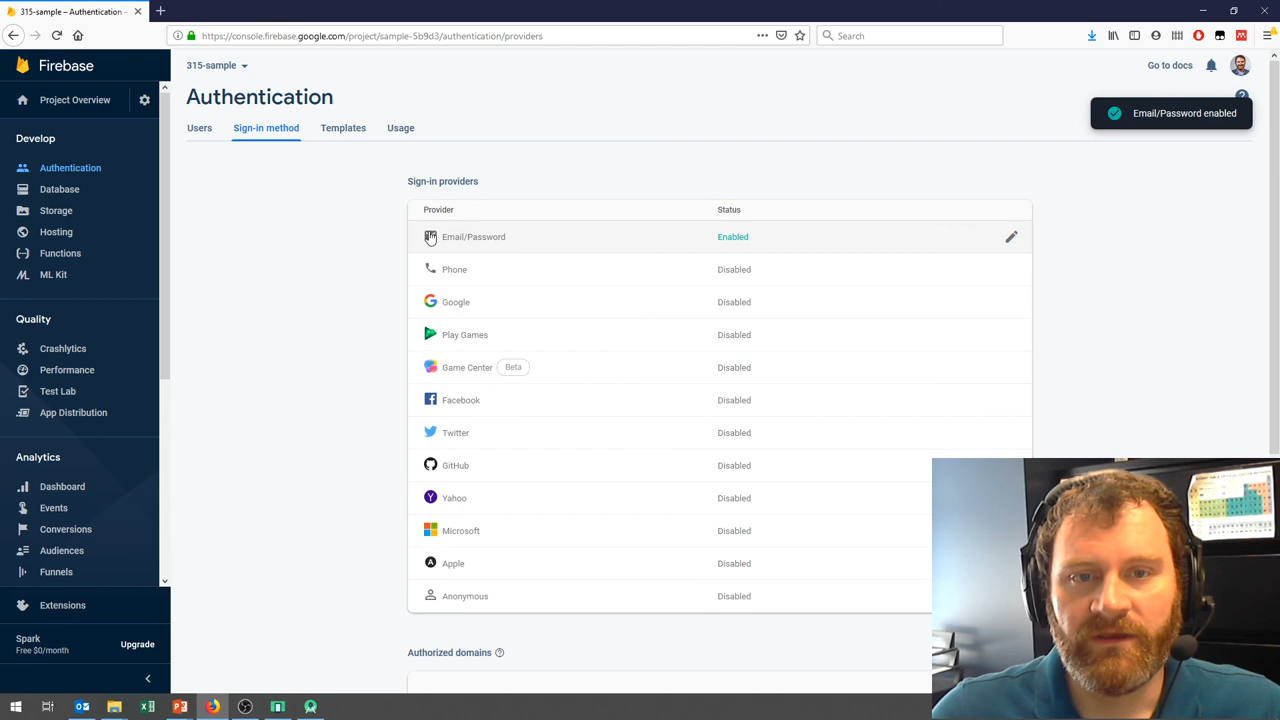 315-sample – Authentication –
https://console.firebase.google.com/project/sample-5b9d3/authentication/providers
Search
Firebase
315-sample
Go to docs
Project Overview
Authentication
Email/Password enabled
Users
Sign-in method
Templates
Usage
Develop
Authentication
Database
Storage
Hosting
Functions
ML Kit
Quality
Crashlytics
Performance
Test Lab
App Distribution
Analytics
Dashboard
Events
Conversions
Audiences
Funnels
Extensions
Spark
Free $0/month
Upgrade
Sign-in providers
Provider Status
Email/Password Enabled
Phone Disabled
Google Disabled
Play Games Disabled
Game Center Beta Disabled
Facebook Disabled
Twitter Disabled
GitHub Disabled
Yahoo Disabled
Microsoft Disabled
Apple Disabled
Anonymous Disabled
Authorized domains